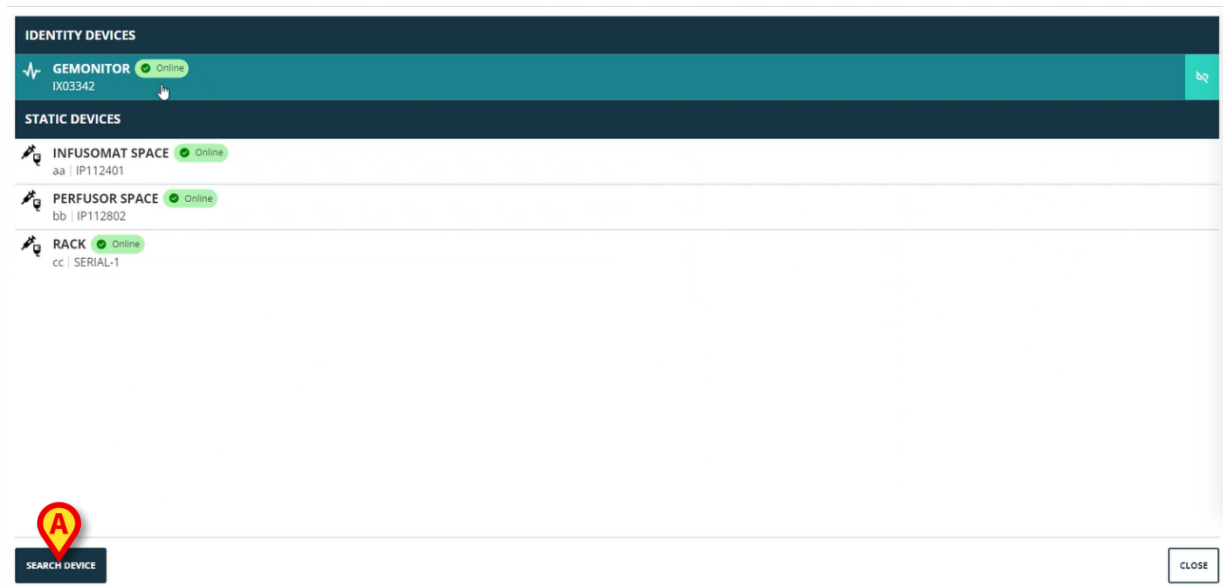 IDENTITY DEVICES
GEMONITOR Online
IX03342
STATIC DEVICES
INFUSOMAT SPACE Online
aa | IP112401
PERFUSOR SPACE Online
bb | IP112802
RACK Online
cc | SERIAL-1
A
SEARCH DEVICE
CLOSE